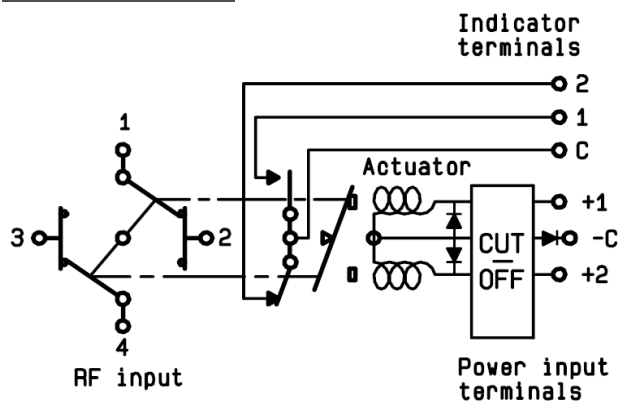 Indicator
terminals
2
1
C
1
Actuator
+1
3
2
CUT
OFF
-C
+2
4
RF input
Power input
terminals